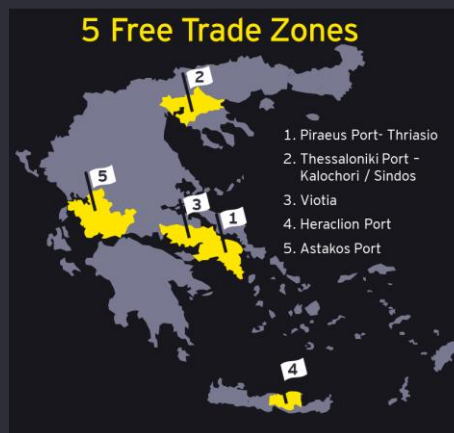 5 Free Trade Zones
2
1. Piraeus Port- Thriasio
2. Thessaloniki Port –
Kalochori / Sindos
3. Viotia
4. Heraclion Port
5. Astakos Port
5
3
1
4